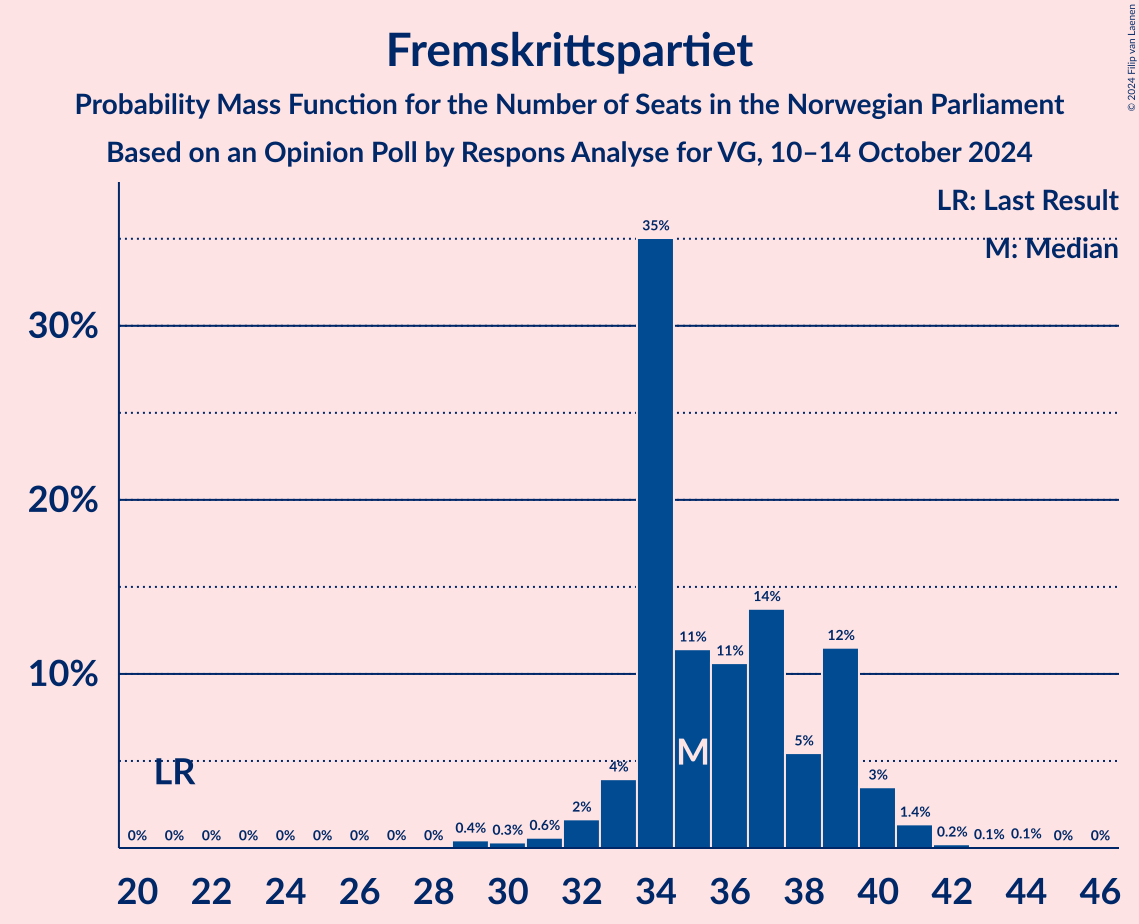 Fremskrittspartiet
Probability Mass Function for the Number of Seats in the Norwegian Parliament
Based on an Opinion Poll by Respons Analyse for VG, 10–14 October 2024
© 2024 Filip van Laenen
LR: Last Result
M: Median
35%
30%
20%
14%
12%
11%
11%
10%
5%
4%
M
LR
3%
2%
1.4%
0% 0% 0% 0% 0% 0% 0% 0% 0% 0.4% 0.3% 0.6% 0.2% 0.1% 0.1% 0% 0%
20 22 24 26 28 30 32 34 36 38 40 42 44 46